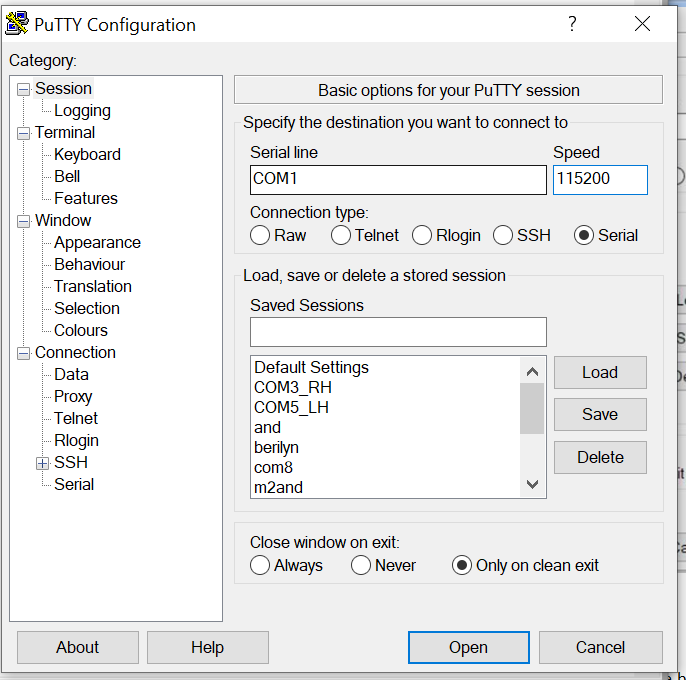 PuTTY Configuration
?
Category:
Session
Logging
Terminal
Keyboard
Bell
Features
Window
Appearance
Behaviour
Translation
Selection
Colours
Connection
Data
Proxy
Telnet
Rlogin
SSH
Serial
Basic options for your PuTTY session
Specify the destination you want to connect to
Serial line
Speed
COM1
115200
Connection type:
Raw Telnet Rlogin SSH Serial
Load, save or delete a stored session
Saved Sessions
Default Settings
COM3_RH
COM5_LH
and
berilyn
com8
m2and
Load
Save
Delete
Close window on exit:
Always Never Only on clean exit
About Help Open Cancel